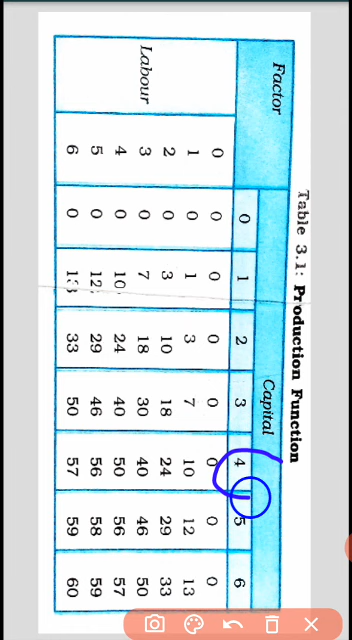 Table 3.1: Production Function
Factor Capital
0 1 2 3 4 5 6
0 0 0 0 0 0 0 0
1 0 1 3 7 10 12 13
2 0 3 10 18 24 29 33
Labour 3 0 7 18 30 40 46 50
4 0 10 24 40 50 56 57
5 0 12 29 46 56 58 59
6 0 13 33 50 57 59 60